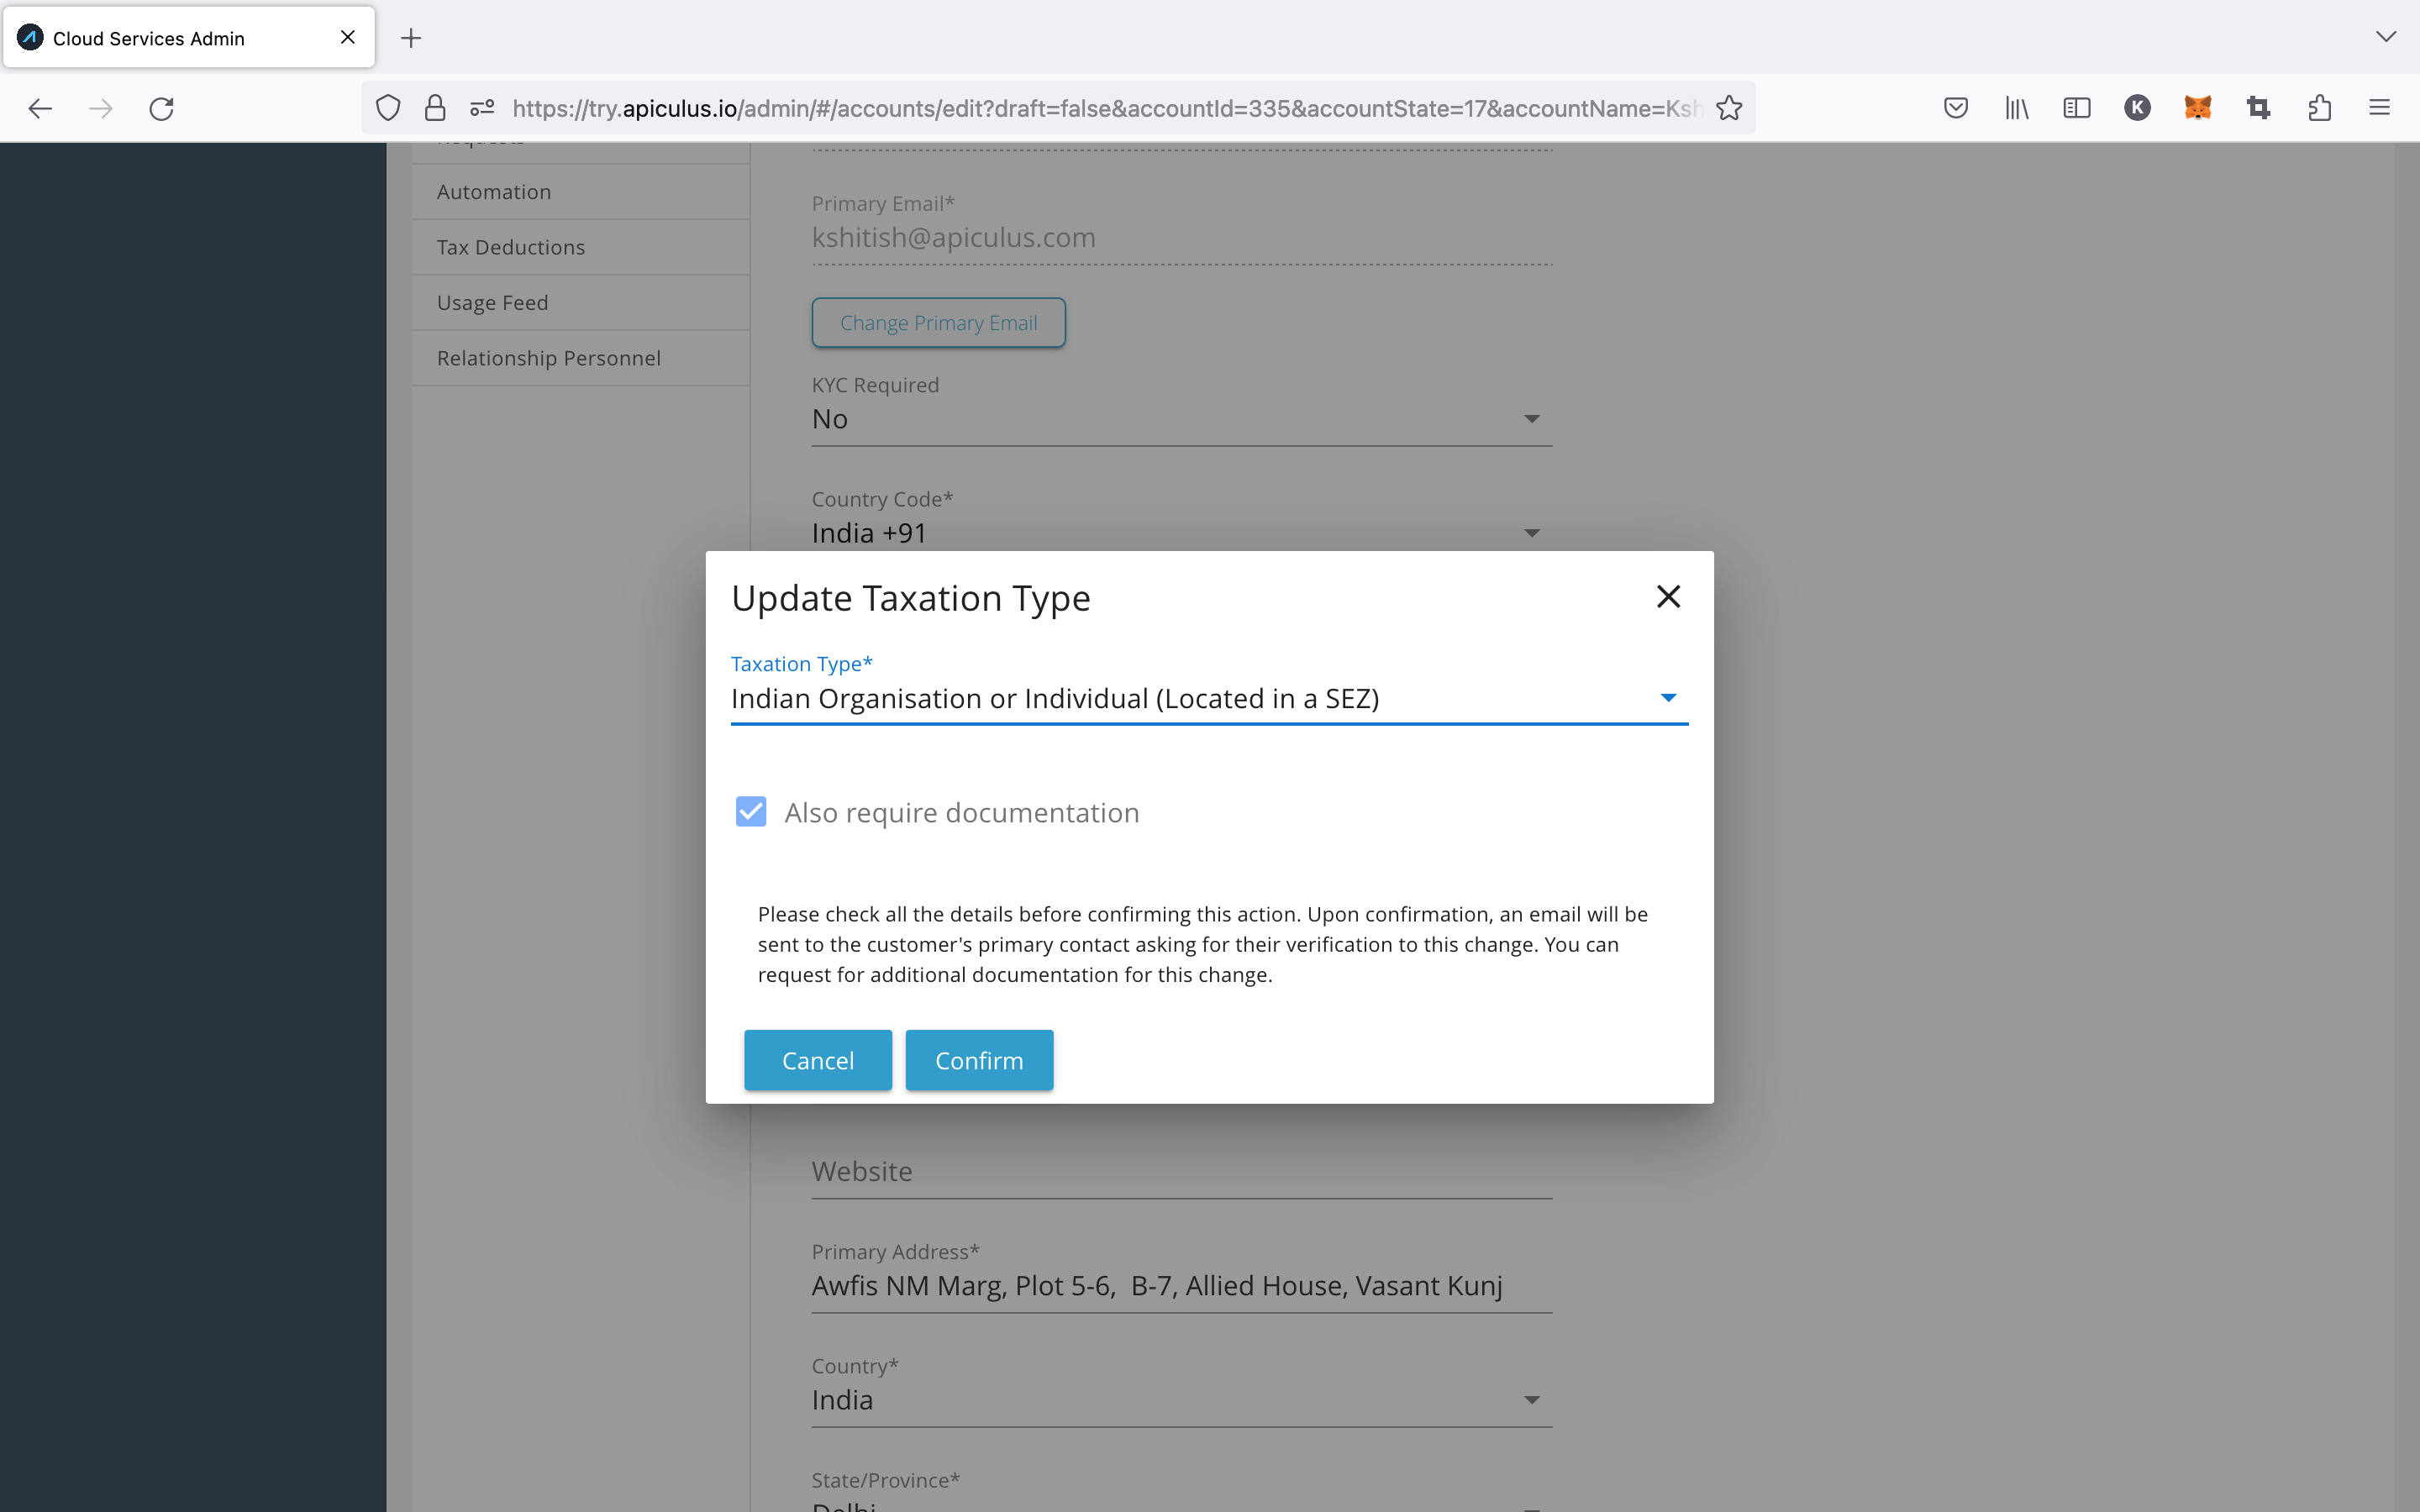 Cloud Services Admin
https://try.apiculus.io/admin/#/accounts/edit?draft=false&accountId=335&accountState=17&accountName=Ksh
K
Requests
Automation
Tax Deductions
Usage Feed
Relationship Personnel
Primary Email*
kshitish@apiculus.com
Change Primary Email
KYC Required
No
Country Code*
India +91
Update Taxation Type
Taxation Type*
Indian Organisation or Individual (Located in a SEZ)
Also require documentation
Please check all the details before confirming this action. Upon confirmation, an email will be
sent to the customer's primary contact asking for their verification to this change. You can
request for additional documentation for this change.
Cancel Confirm
Website
Primary Address*
Awfis NM Marg, Plot 5-6,  B-7, Allied House, Vasant Kunj
Country*
India
State/Province*
Delhi